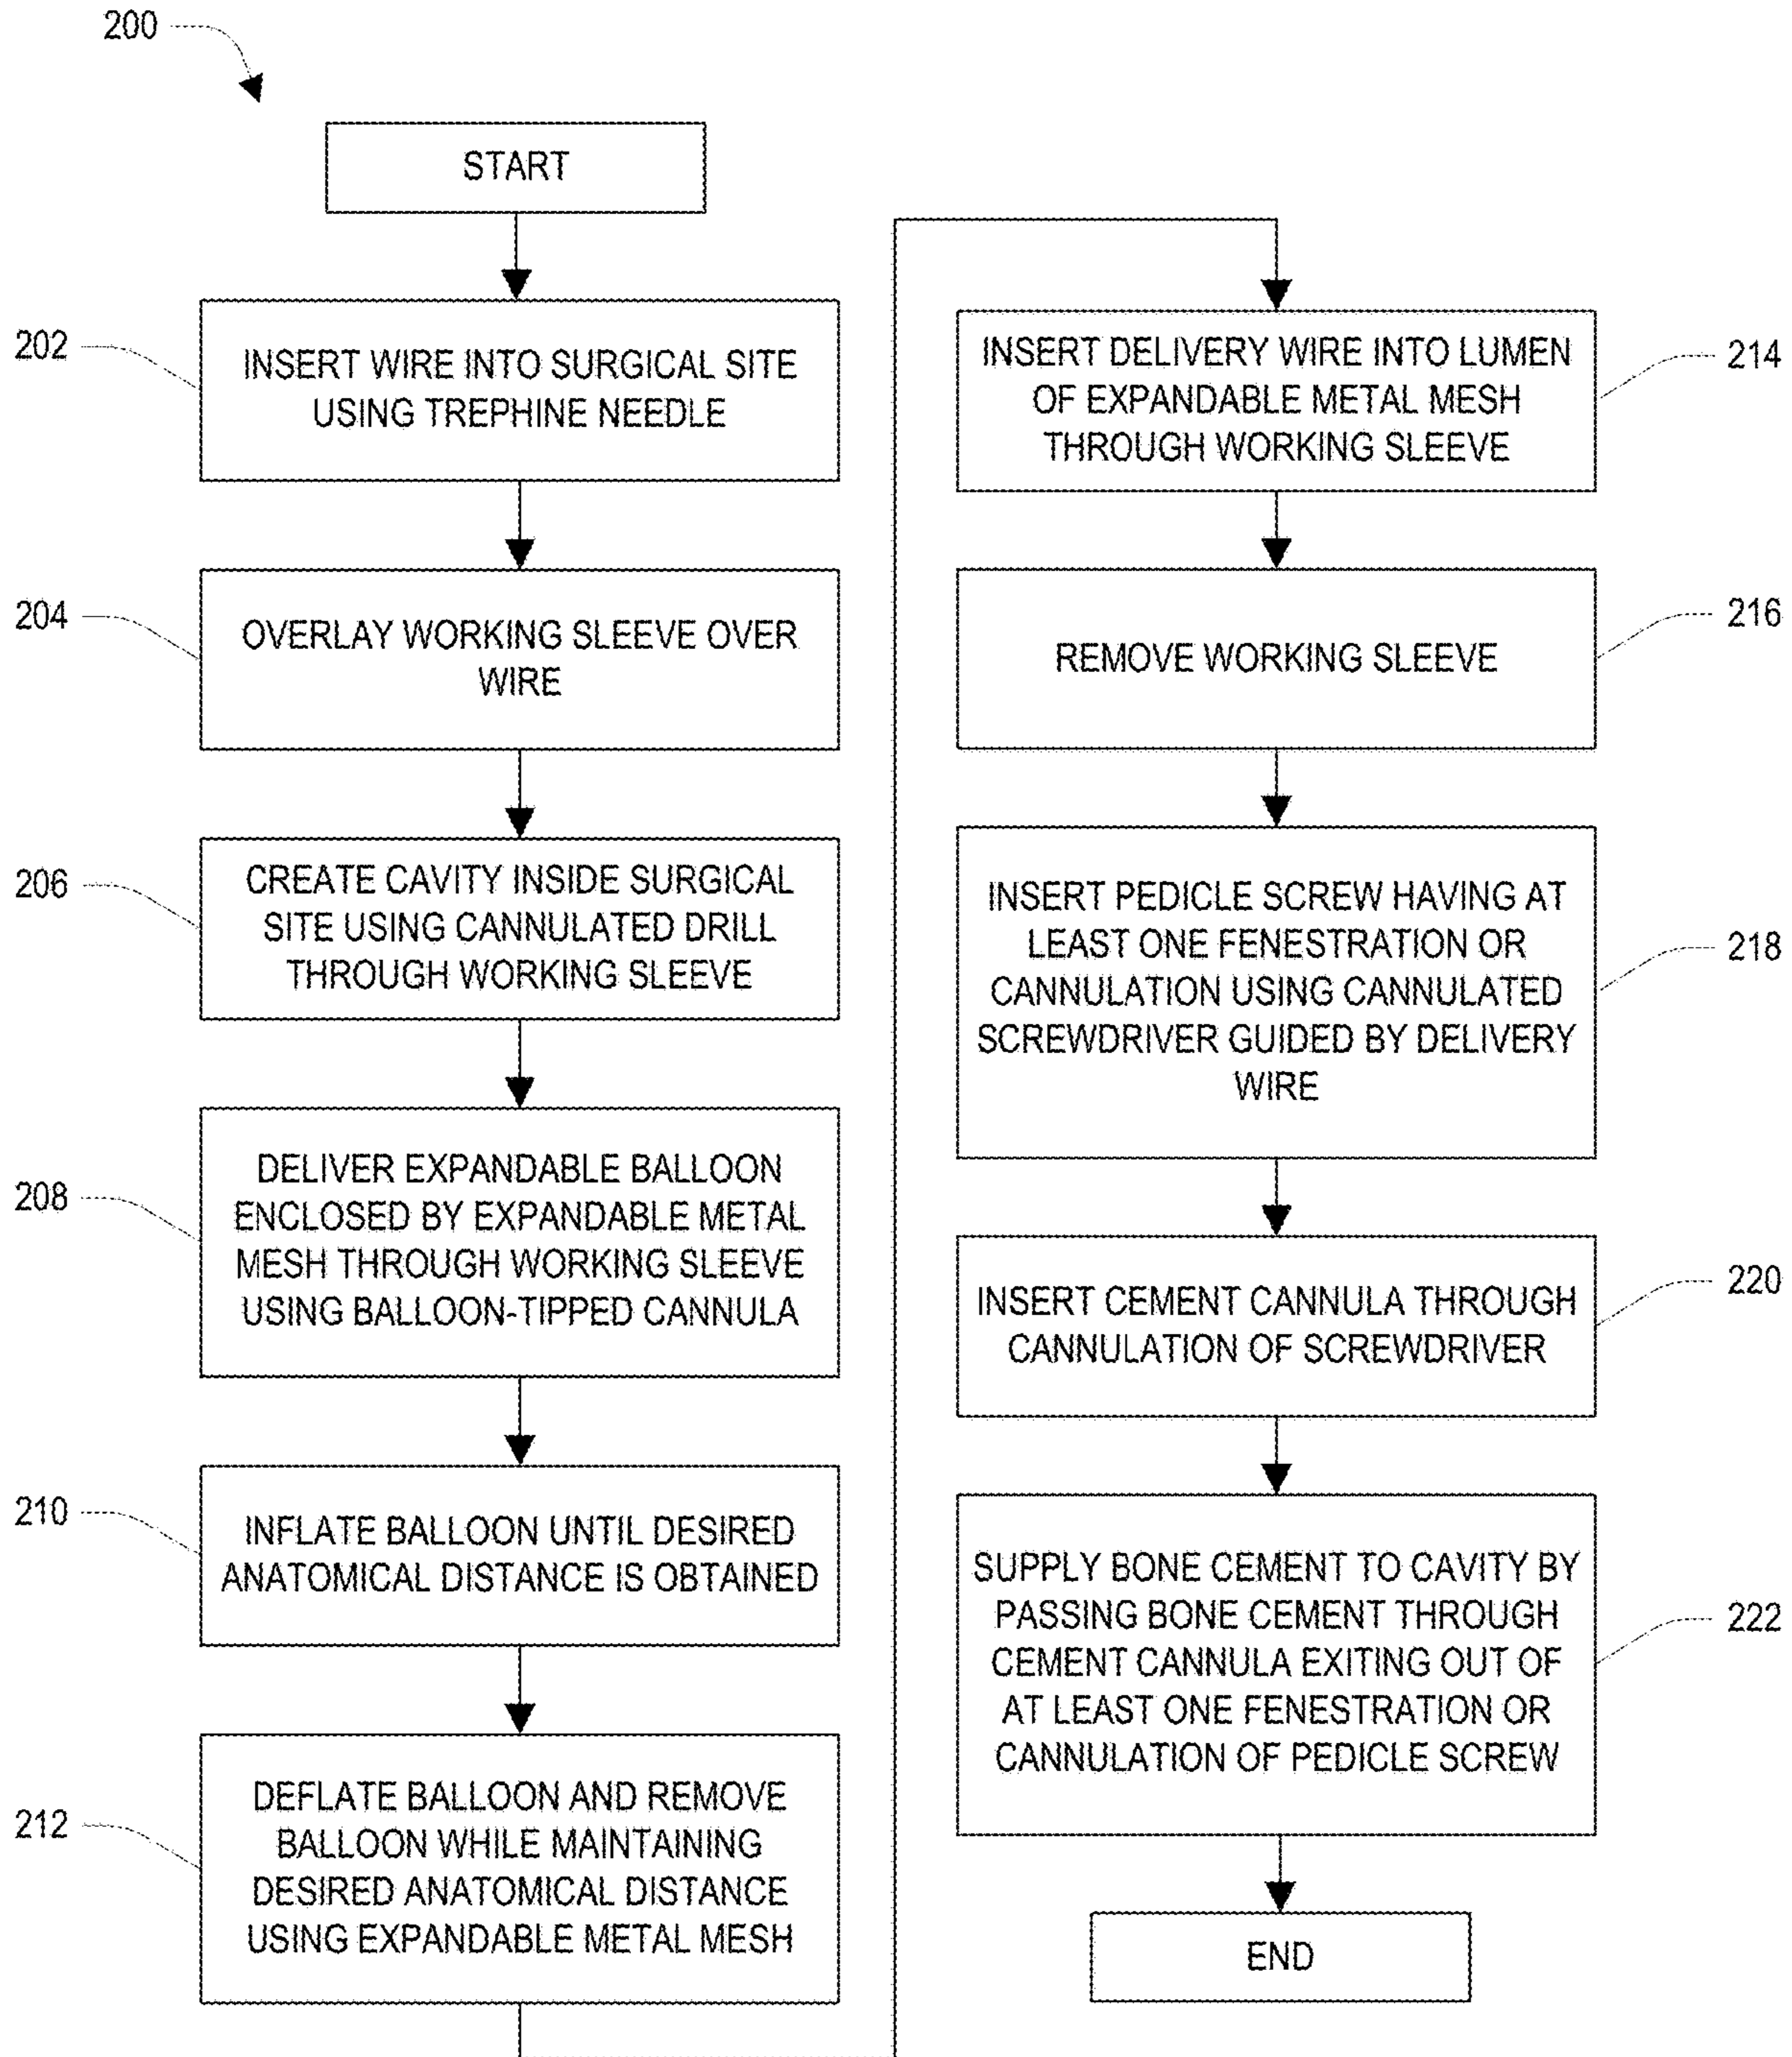 200
START
202
INSERT WIRE INTO SURGICAL SITE
USING TREPHINE NEEDLE
204
OVERLAY WORKING SLEEVE OVER
WIRE
206
CREATE CAVITY INSIDE SURGICAL
SITE USING CANNULATED DRILL
THROUGH WORKING SLEEVE
208
DELIVER EXPANDABLE BALLOON
ENCLOSED BY EXPANDABLE METAL
MESH THROUGH WORKING SLEEVE
USING BALLOON-TIPPED CANNULA
210
INFLATE BALLOON UNTIL DESIRED
ANATOMICAL DISTANCE IS OBTAINED
212
DEFLATE BALLOON AND REMOVE
BALLOON WHILE MAINTAINING
DESIRED ANATOMICAL DISTANCE
USING EXPANDABLE METAL MESH
INSERT DELIVERY WIRE INTO LUMEN
OF EXPANDABLE METAL MESH
THROUGH WORKING SLEEVE
214
REMOVE WORKING SLEEVE
216
INSERT PEDICLE SCREW HAVING AT
LEAST ONE FENESTRATION OR
CANNULATION USING CANNULATED
SCREWDRIVER GUIDED BY DELIVERY
WIRE
218
INSERT CEMENT CANNULA THROUGH
CANNULATION OF SCREWDRIVER
220
SUPPLY BONE CEMENT TO CAVITY BY
PASSING BONE CEMENT THROUGH
CEMENT CANNULA EXITING OUT OF
AT LEAST ONE FENESTRATION OR
CANNULATION OF PEDICLE SCREW
222
END